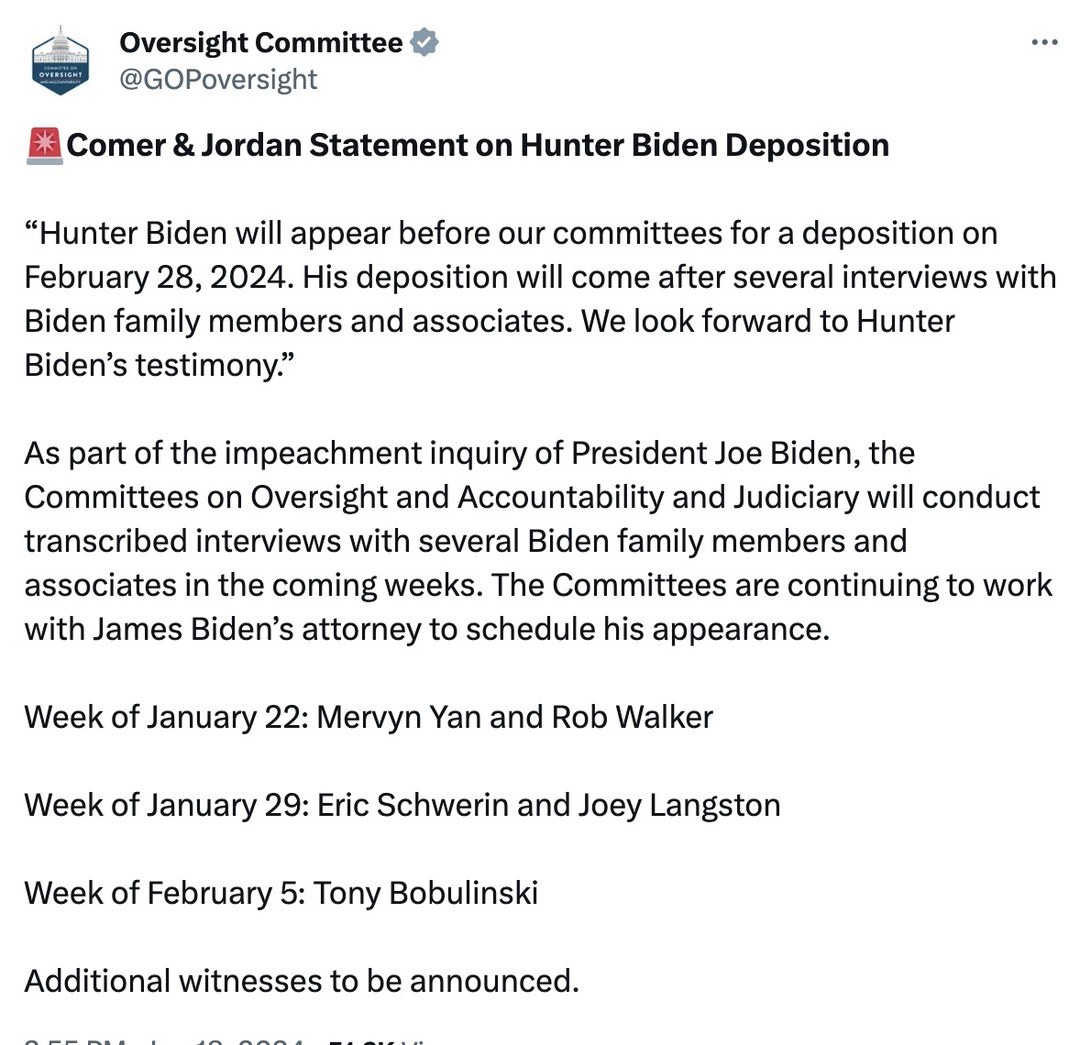 Oversight Committee
@GOPoversight
OVERSIGHT
Comer & Jordan Statement on Hunter Biden Deposition
“Hunter Biden will appear before our committees for a deposition on
February 28, 2024. His deposition will come after several interviews with
Biden family members and associates. We look forward to Hunter
Biden’s testimony.”
As part of the impeachment inquiry of President Joe Biden, the
Committees on Oversight and Accountability and Judiciary will conduct
transcribed interviews with several Biden family members and
associates in the coming weeks. The Committees are continuing to work
with James Biden’s attorney to schedule his appearance.
Week of January 22: Mervyn Yan and Rob Walker
Week of January 29: Eric Schwerin and Joey Langston
Week of February 5: Tony Bobulinski
Additional witnesses to be announced.